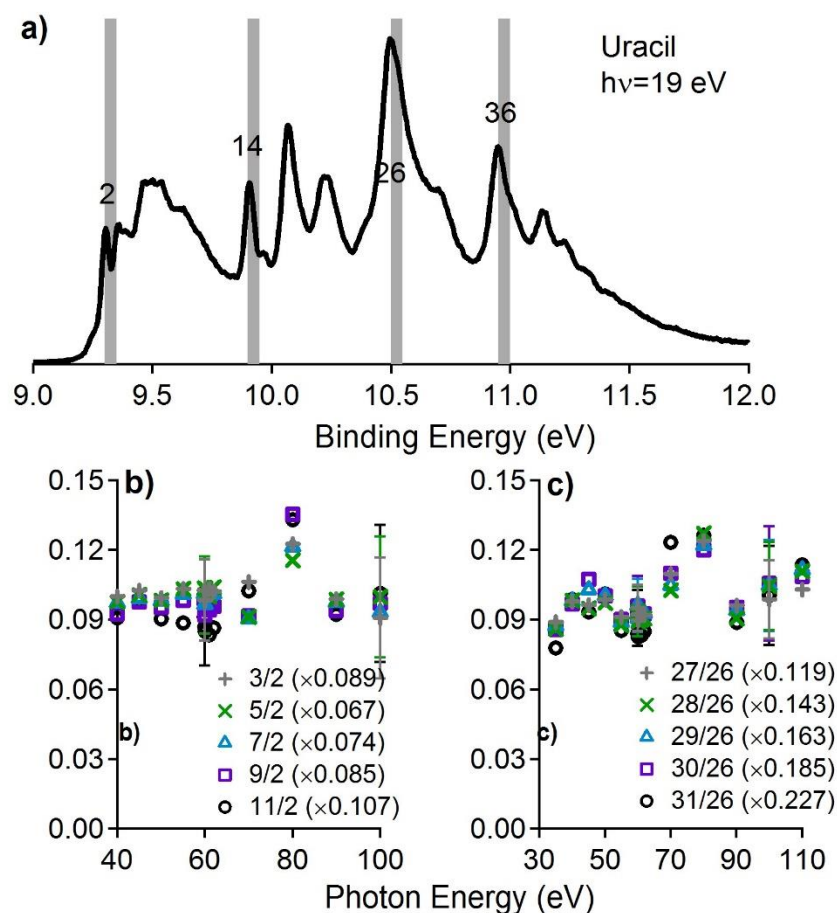 a)
Uracil
hν=19 eV
2
14
26
36
9.0 9.5 10.0 10.5 11.0 11.5 12.0
Binding Energy (eV)
b)
0.15
0.12
0.09
0.06
0.03
0.00
3/2 (×0.089)
5/2 (×0.067)
7/2 (×0.074)
9/2 (×0.085)
11/2 (×0.107)
b)
40 60 80 100
c)
0.15
0.12
0.09
0.06
0.03
0.00
27/26 (×0.119)
28/26 (×0.143)
29/26 (×0.163)
30/26 (×0.185)
31/26 (×0.227)
c)
30 50 70 90 110
Photon Energy (eV)